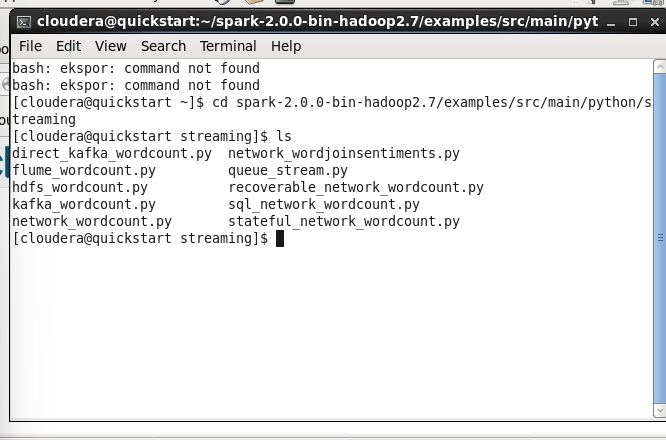 cloudera@quickstart:~/spark-2.0.0-bin-hadoop2.7/examples/src/main/pyt
File Edit View Search Terminal Help
bash: ekspor: command not found
bash: ekspor: command not found
[cloudera@quickstart ~]$ cd spark-2.0.0-bin-hadoop2.7/examples/src/main/python/s
treaming
[cloudera@quickstart streaming]$ ls
direct_kafka_wordcount.py network_wordjoinsentiments.py
flume_wordcount.py queue_stream.py
hdfs_wordcount.py recoverable_network_wordcount.py
kafka_wordcount.py sql_network_wordcount.py
network_wordcount.py stateful_network_wordcount.py
[cloudera@quickstart streaming]$